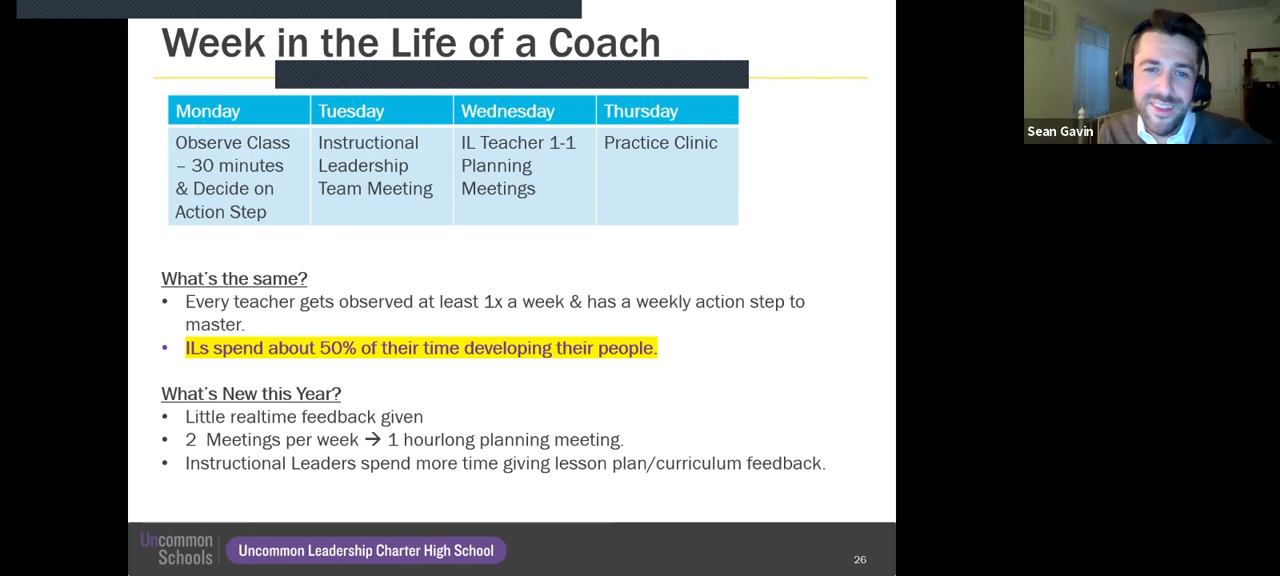 Week in the Life of a Coach
Monday
Tuesday
Wednesday
Thursday
Observe Class
– 30 minutes
& Decide on
Action Step
Instructional
Leadership
Team Meeting
IL Teacher 1-1
Planning
Meetings
Practice Clinic
What's the same?
• Every teacher gets observed at least 1x a week & has a weekly action step to
master.
• ILs spend about 50% of their time developing their people.
What's New this Year?
• Little realtime feedback given
• 2 Meetings per week → 1 hourlong planning meeting.
• Instructional Leaders spend more time giving lesson plan/curriculum feedback.
Uncommon
Schools
Uncommon Leadership Charter High School
26
Sean Gavin